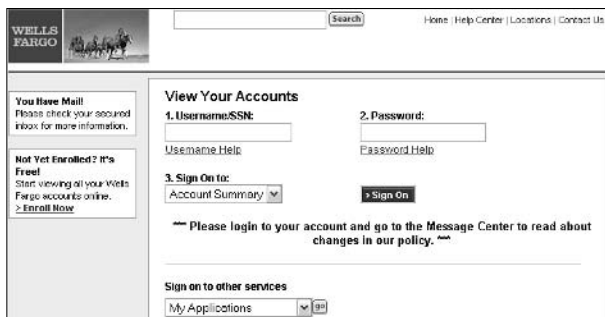 WELLS
FARGO
Search
Home | Help Center | Locations | Contact Us
You Have Mail!
Please check your secured
inbox for more information.
Not Yet Enrolled? It's
Free!
Start viewing all your Wells
Fargo accounts online.
> Enroll Now
View Your Accounts
1. Username/SSN:
2. Password:
Username Help
Password Help
3. Sign On to:
Account Summary
> Sign On
*** Please login to your account and go to the Message Center to read about
changes in our policy. ***
Sign on to other services
My Applications
go